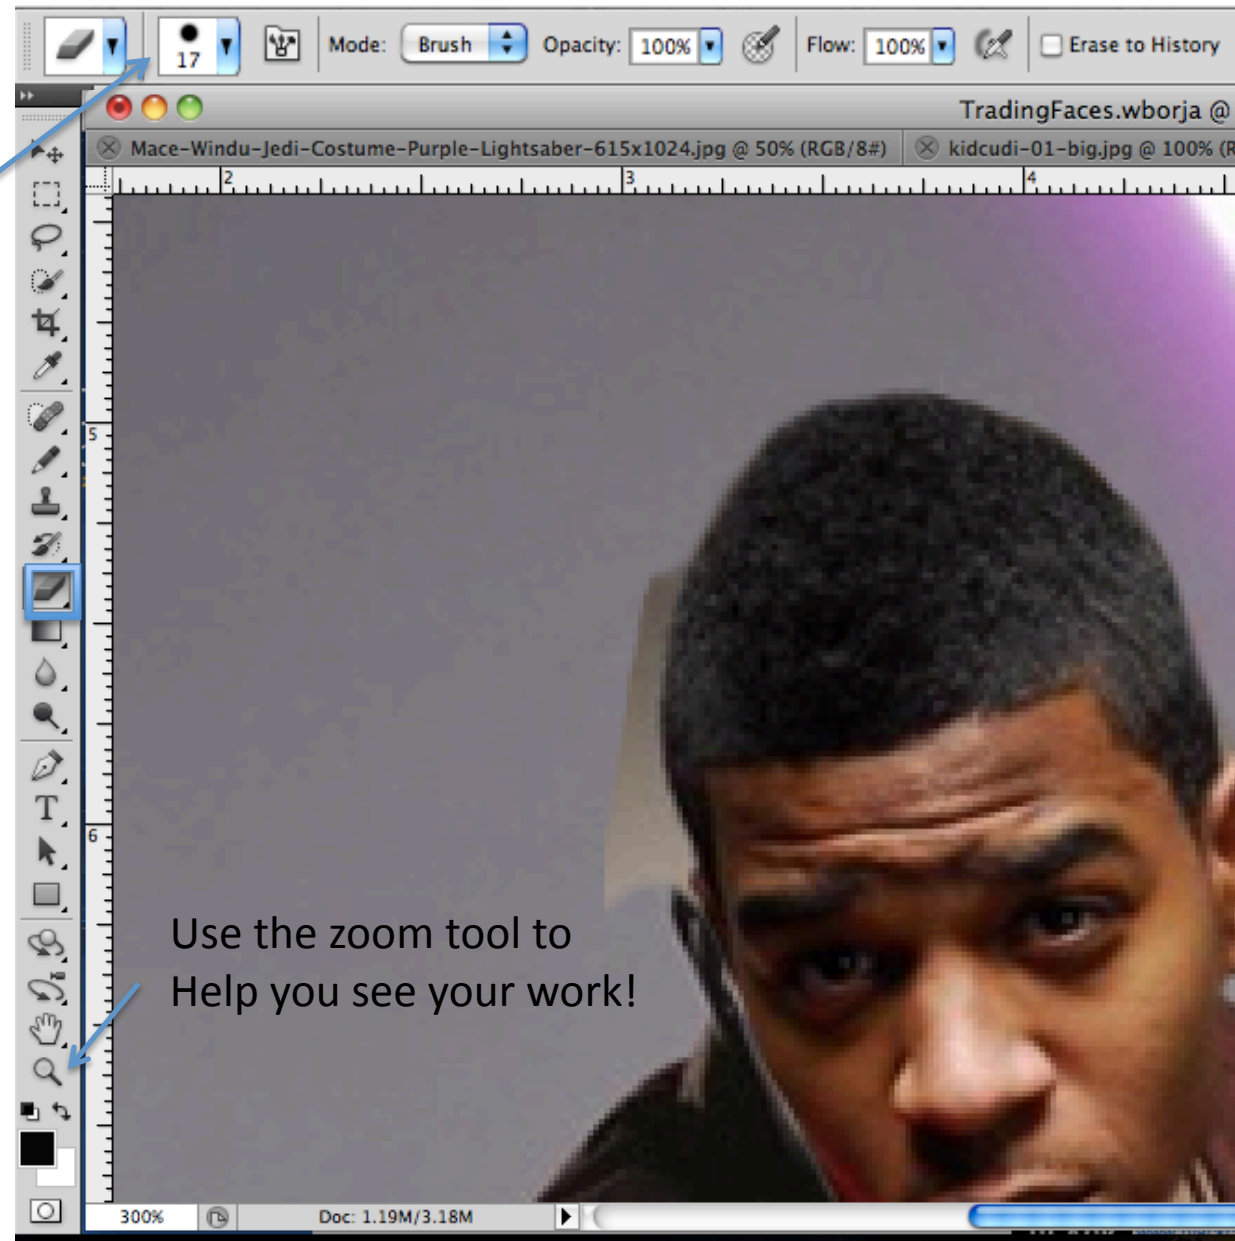 17 Mode: Brush Opacity: 100% Flow: 100% Erase to History
TradingFaces.wborja @
Mace-Windu-Jedi-Costume-Purple-Lightsaber-615x1024.jpg @ 50% (RGB/8#) kidcudi-01-big.jpg @ 100% (R
2 3 4
5
T
6
Use the zoom tool to
Help you see your work!
300% Doc: 1.19M/3.18M